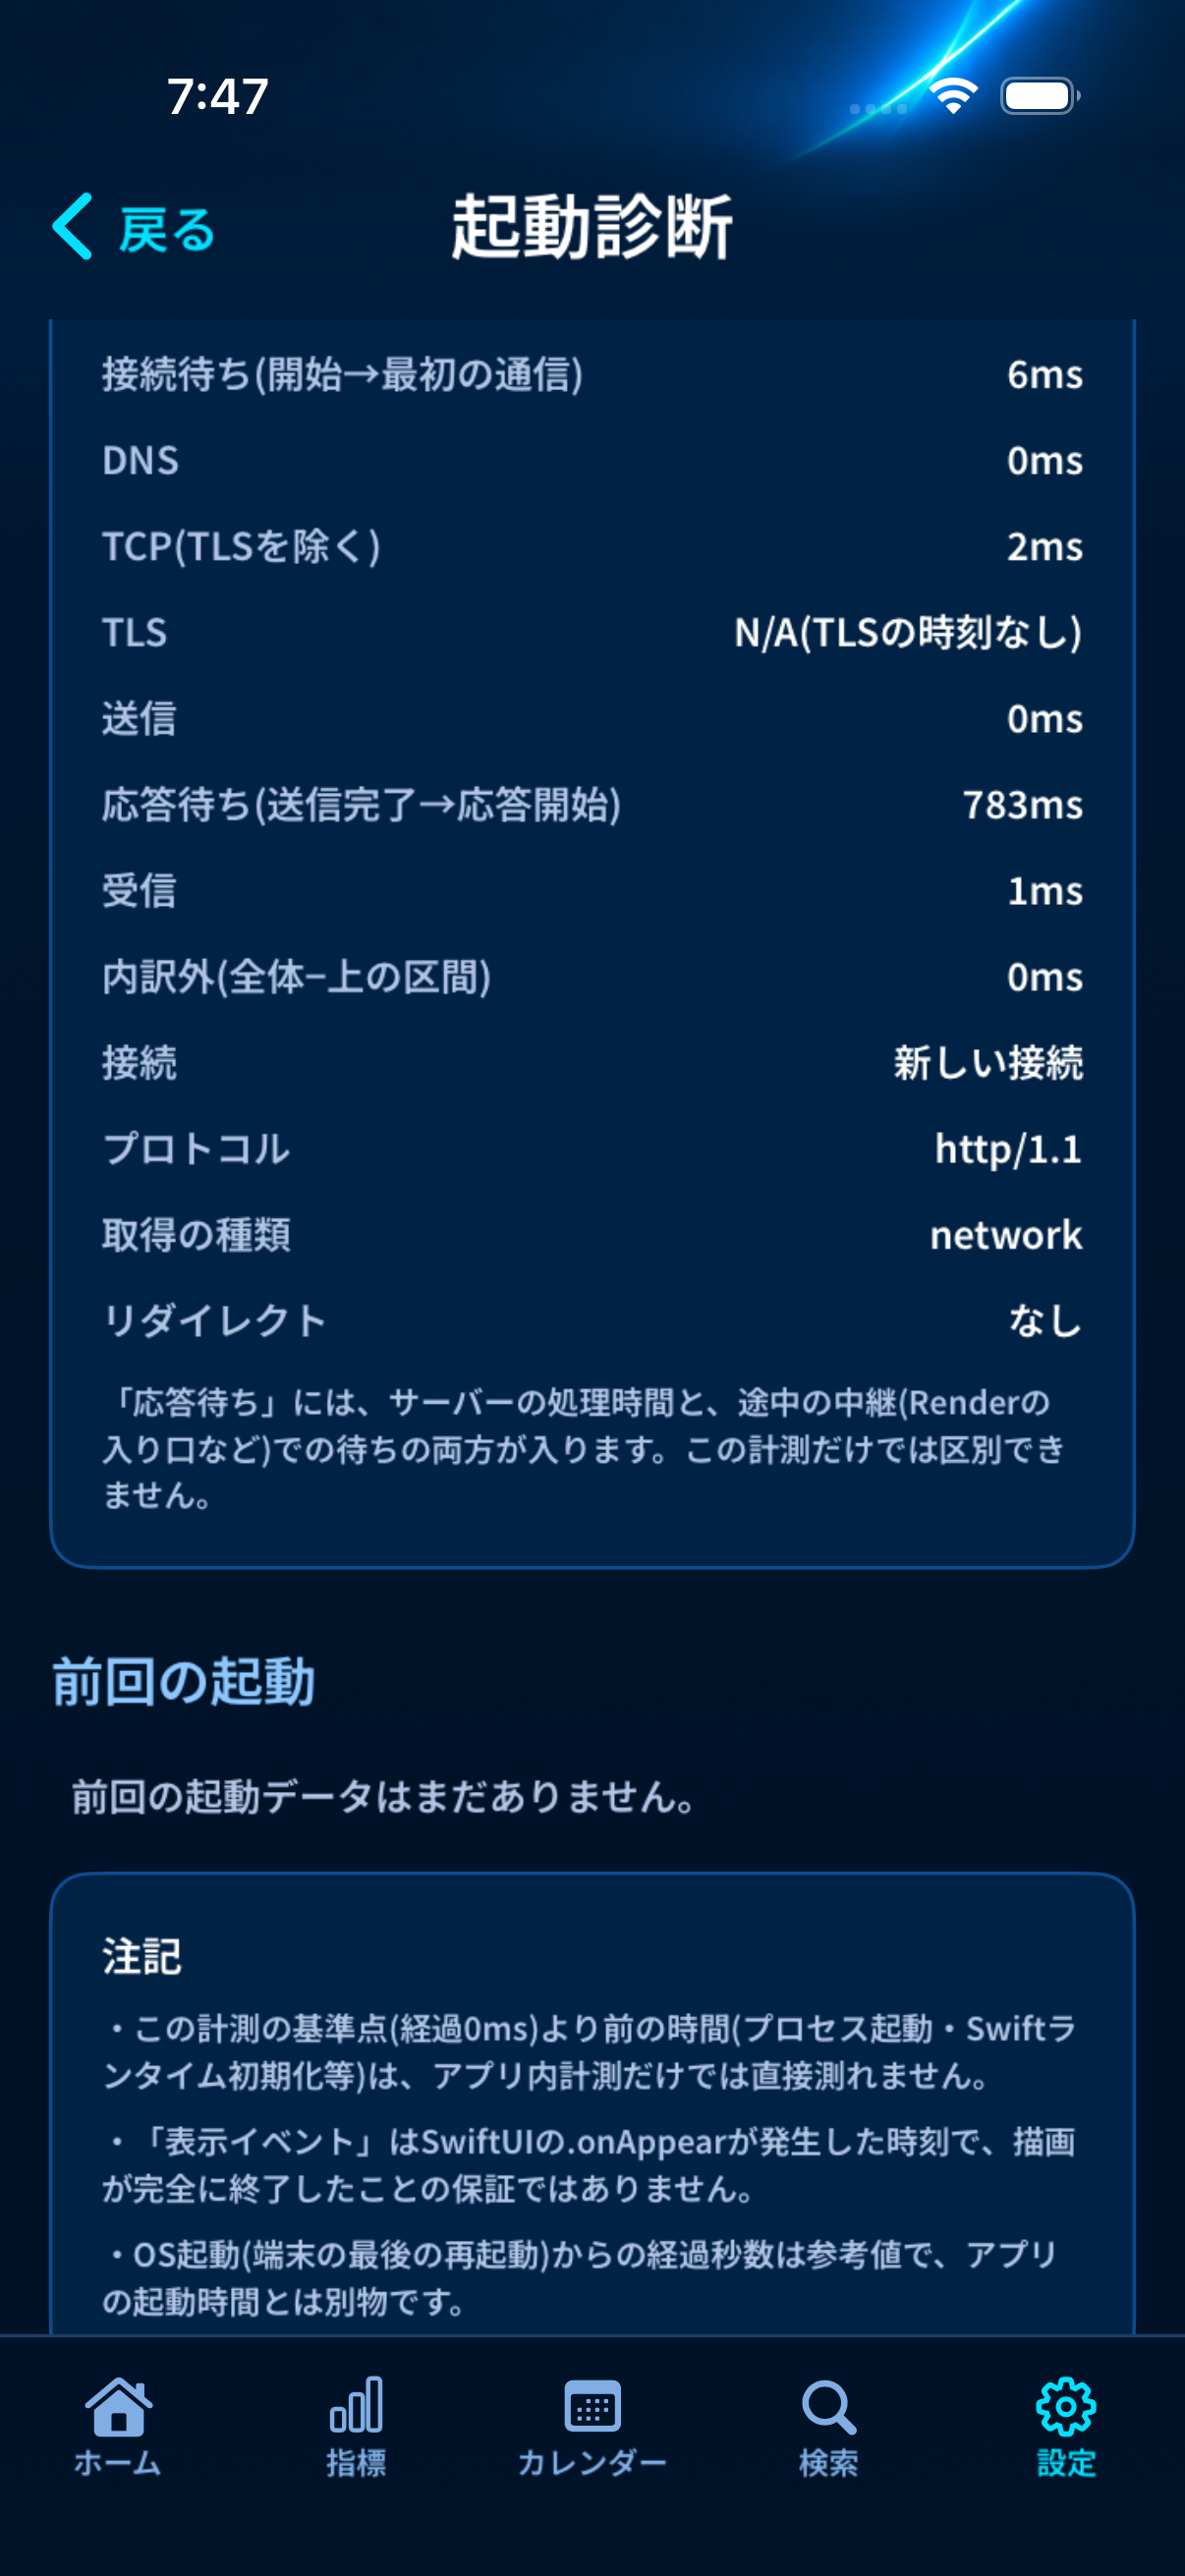 7:47
戻る
起動診断
接続待ち(開始→最初の通信) 6ms
DNS 0ms
TCP(TLSを除く) 2ms
TLS N/A(TLSの時刻なし)
送信 0ms
応答待ち(送信完了→応答開始) 783ms
受信 1ms
内訳外(全体−上の区間) 0ms
接続 新しい接続
プロトコル http/1.1
取得の種類 network
リダイレクト なし
「応答待ち」には、サーバーの処理時間と、途中の中継(Renderの
入り口など)での待ちの両方が入ります。この計測だけでは区別でき
ません。
前回の起動
前回の起動データはまだありません。
注記
・この計測の基準点(経過0ms)より前の時間(プロセス起動・Swiftラ
ンタイム初期化等)は、アプリ内計測だけでは直接測れません。
・「表示イベント」はSwiftUIの.onAppearが発生した時刻で、描画
が完全に終了したことの保証ではありません。
・OS起動(端末の最後の再起動)からの経過秒数は参考値で、アプリ
の起動時間とは別物です。
ホーム 指標 カレンダー 検索 設定